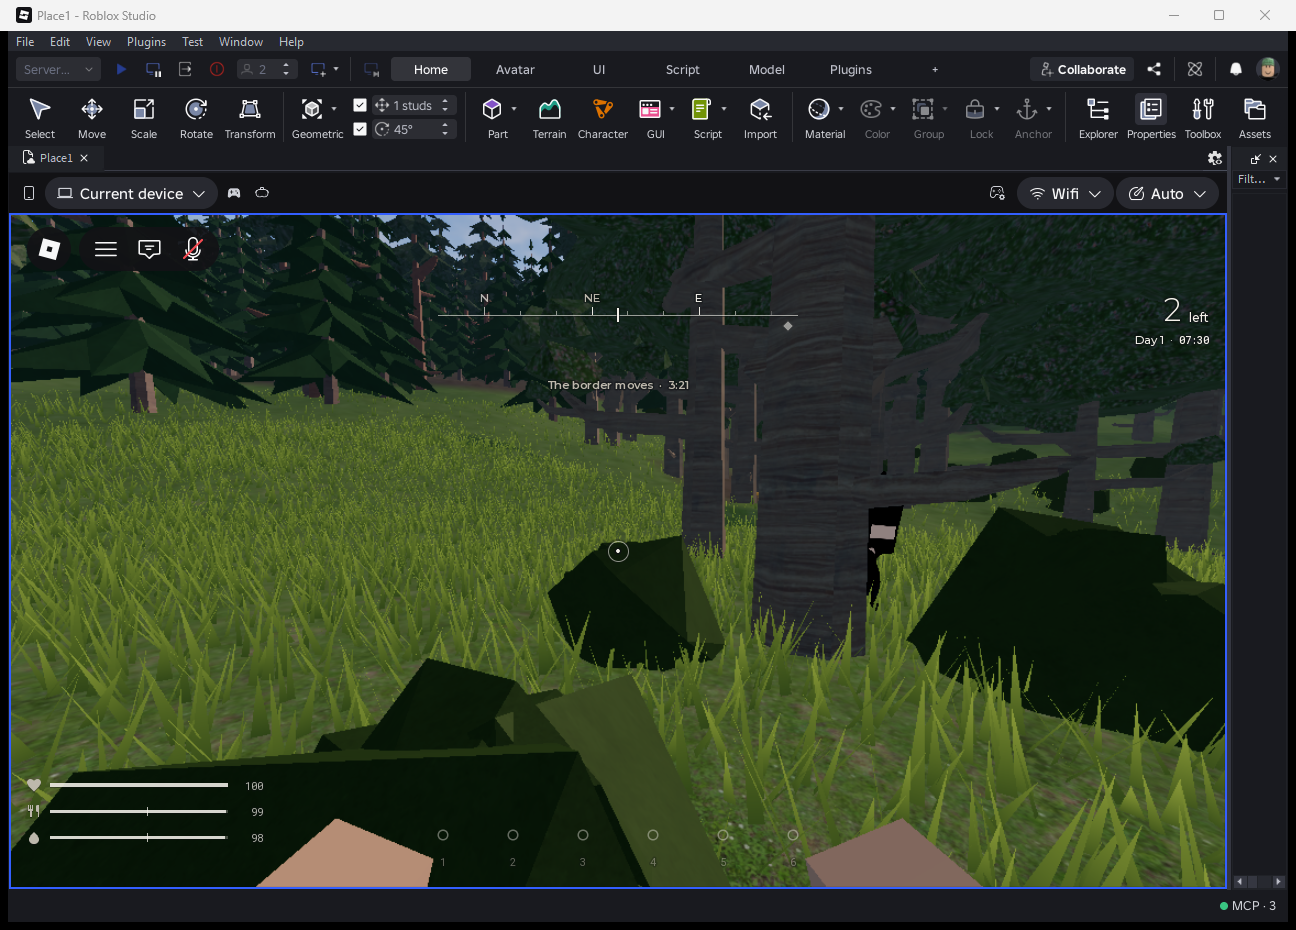 Place1 - Roblox Studio
File Edit View Plugins Test Window Help
Server... 2 Home Avatar UI Script Model Plugins + Collaborate
1 studs
45°
Select Move Scale Rotate Transform Geometric Part Terrain Character GUI Script Import Material Color Group Lock Anchor Explorer Properties Toolbox Assets
Place1
Filt...
Current device Wifi Auto
N NE E
2 left
Day 1 · 07:30
The border moves · 3:21
100
99
98
1 2 3 4 5 6
MCP · 3